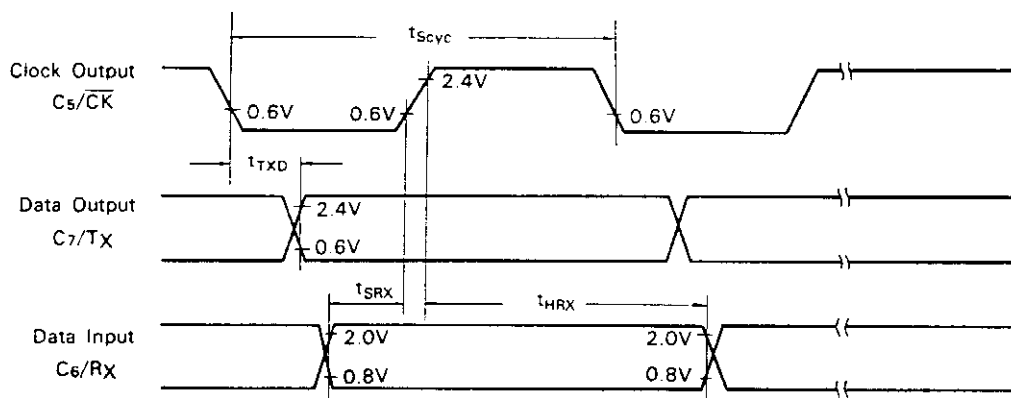 tScyc
Clock Output
C5/C̅K̅
2.4V
0.6V
0.6V
0.6V
tTXD
Data Output
C7/TX
2.4V
0.6V
tSRX
tHRX
Data Input
C6/RX
2.0V
2.0V
0.8V
0.8V